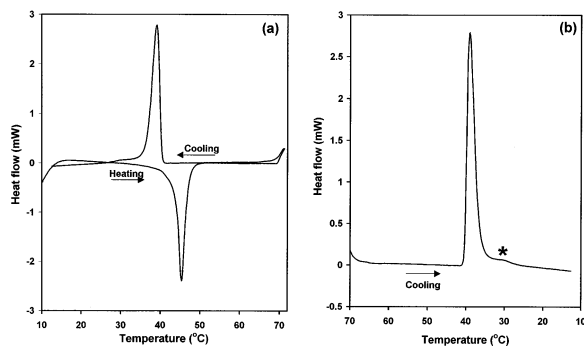 (a)
Heat flow (mW)
3
2
1
0
-1
-2
-3
Cooling
Heating
10 20 30 40 50 60 70
Temperature (°C)
(b)
Heat flow (mW)
3
2.5
2
1.5
1
0.5
0
-0.5
*
Cooling
70 60 50 40 30 20 10
Temperature (°C)